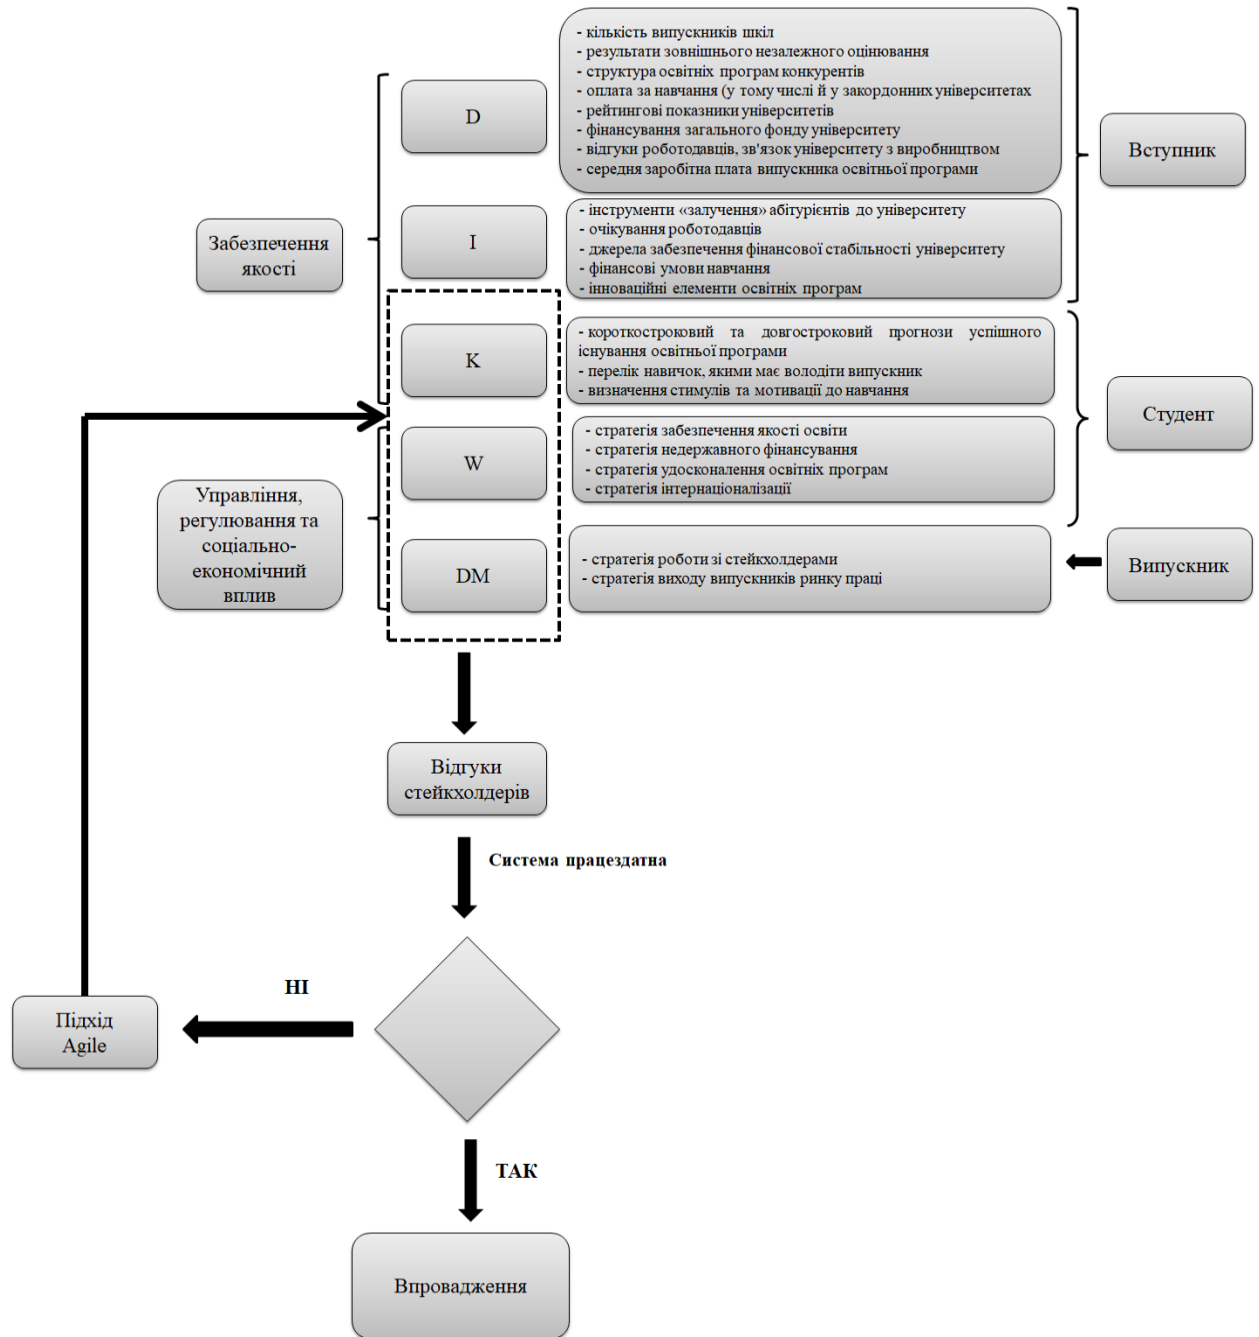 D
- кількість випускників шкіл
- результати зовнішнього незалежного оцінювання
- структура освітніх програм конкурентів
- оплата за навчання (у тому числі й у закордонних університетах
- рейтингові показники університетів
- фінансування загального фонду університету
- відгуки роботодавців, зв'язок університету з виробництвом
- середня заробітна плата випускника освітньої програми
Вступник
Забезпечення
якості
I
- інструменти «залучення» абітурієнтів до університету
- очікування роботодавців
- джерела забезпечення фінансової стабільності університету
- фінансові умови навчання
- інноваційні елементи освітніх програм
K
- короткостроковий та довгостроковий прогнози успішного
існування освітньої програми
- перелік навичок, якими має володіти випускник
- визначення стимулів та мотивації до навчання
Студент
W
- стратегія забезпечення якості освіти
- стратегія недержавного фінансування
- стратегія удосконалення освітніх програм
- стратегія інтернаціоналізації
Управління,
регулювання та
соціально-
економічний
вплив
DM
- стратегія роботи зі стейкхолдерами
- стратегія виходу випускників ринку праці
Випускник
Відгуки
стейкхолдерів
Система працездатна
НІ
Підхід
Agile
ТАК
Впровадження